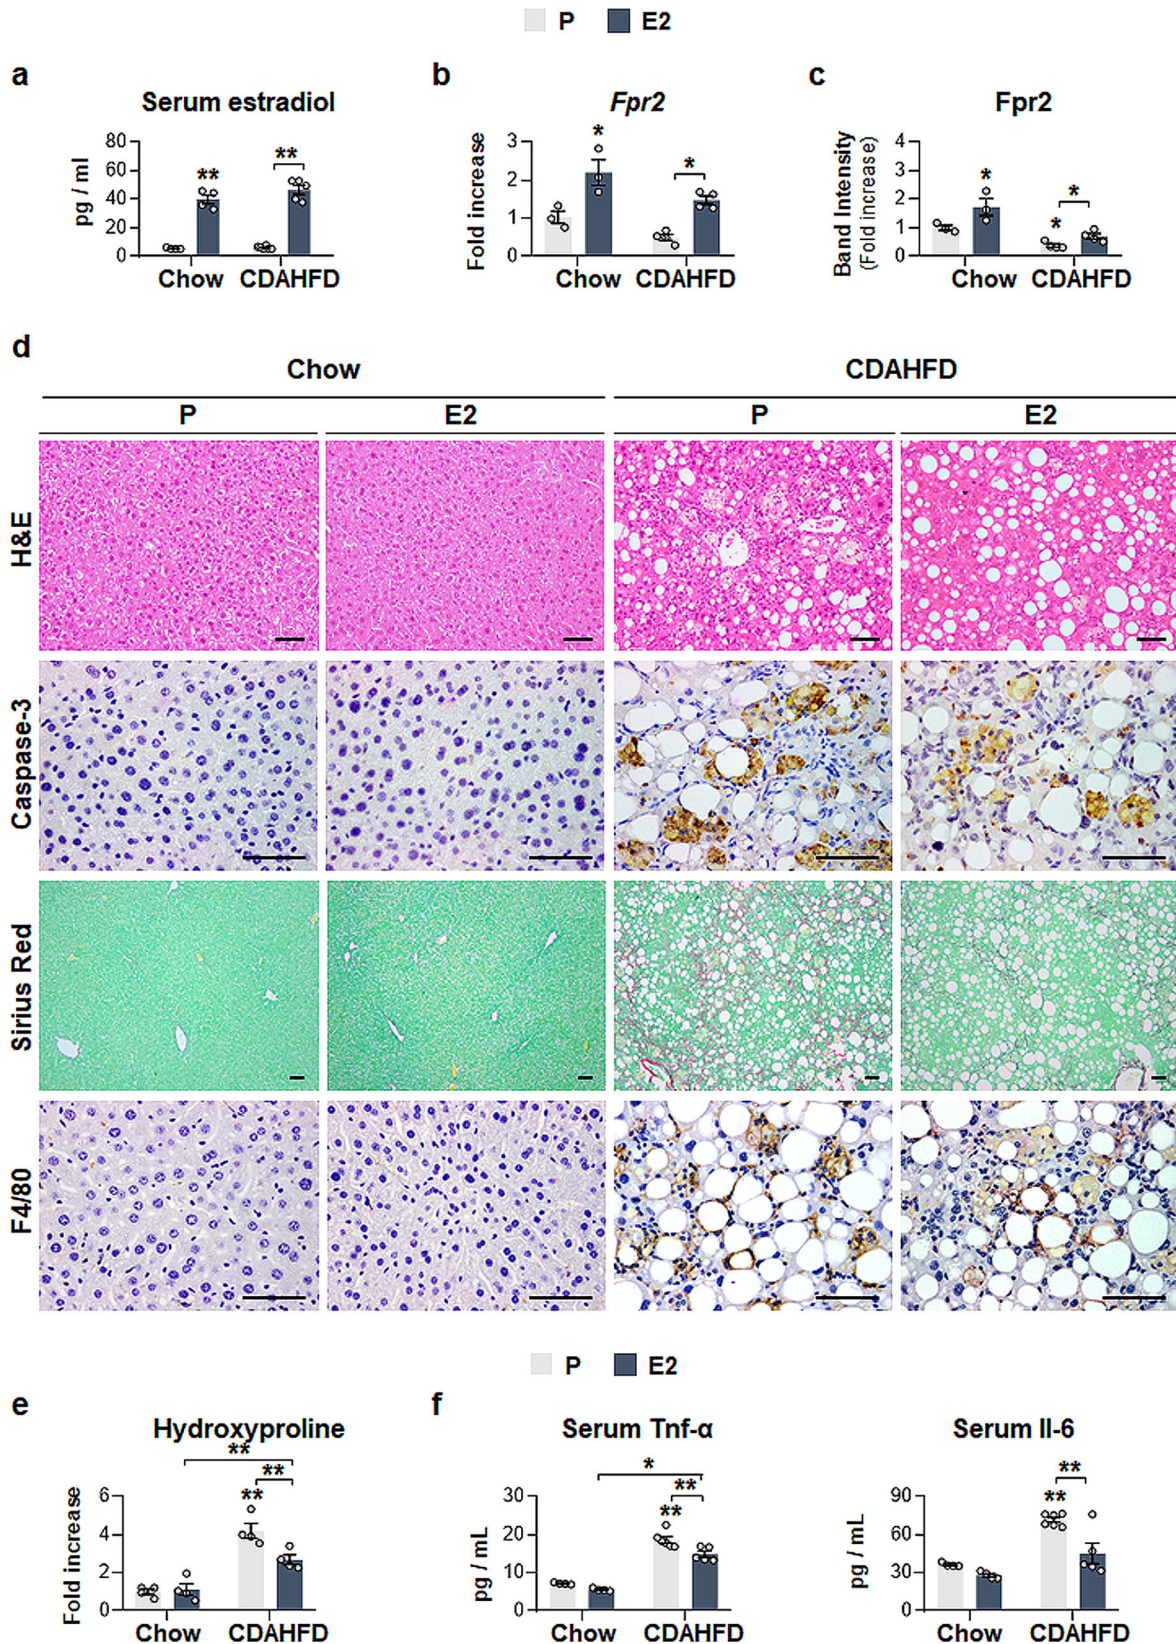 P E2
a b c
Serum estradiol Fpr2 Fpr2
80
60
40
20
0
pg / ml
** **
Chow CDAHFD
3
2
1
0
Fold increase
* *
Chow CDAHFD
4
3
2
1
0
Band Intensity
(Fold increase)
* * *
Chow CDAHFD
d
Chow CDAHFD
P E2 P E2
H&E
Caspase-3
Sirius Red
F4/80
P E2
e f
Hydroxyproline Serum Tnf-α Serum Il-6
**
**
**
6
4
2
0
Fold increase
Chow CDAHFD
*
**
**
30
20
10
0
pg / mL
Chow CDAHFD
**
**
90
60
30
0
pg / mL
Chow CDAHFD